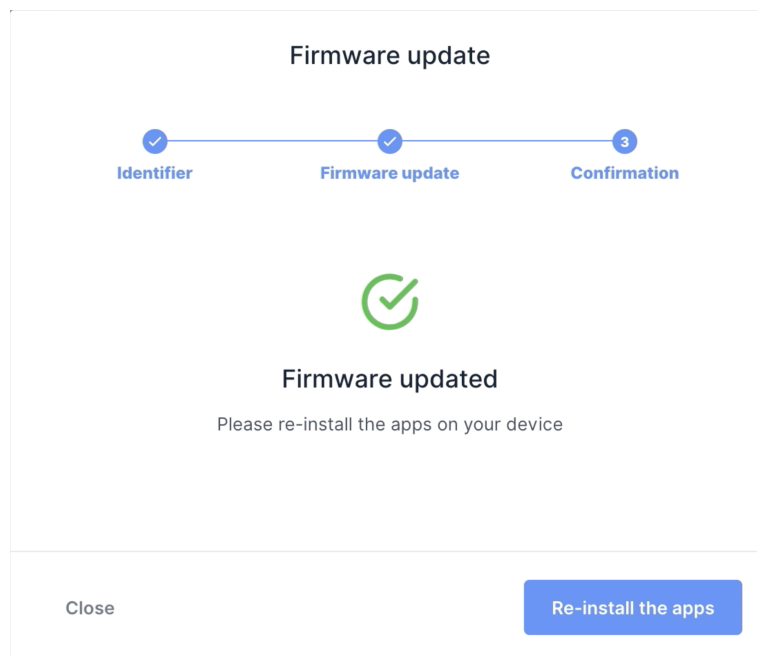 Firmware update
Identifier
Firmware update
3
Confirmation
Firmware updated
Please re-install the apps on your device
Close
Re-install the apps